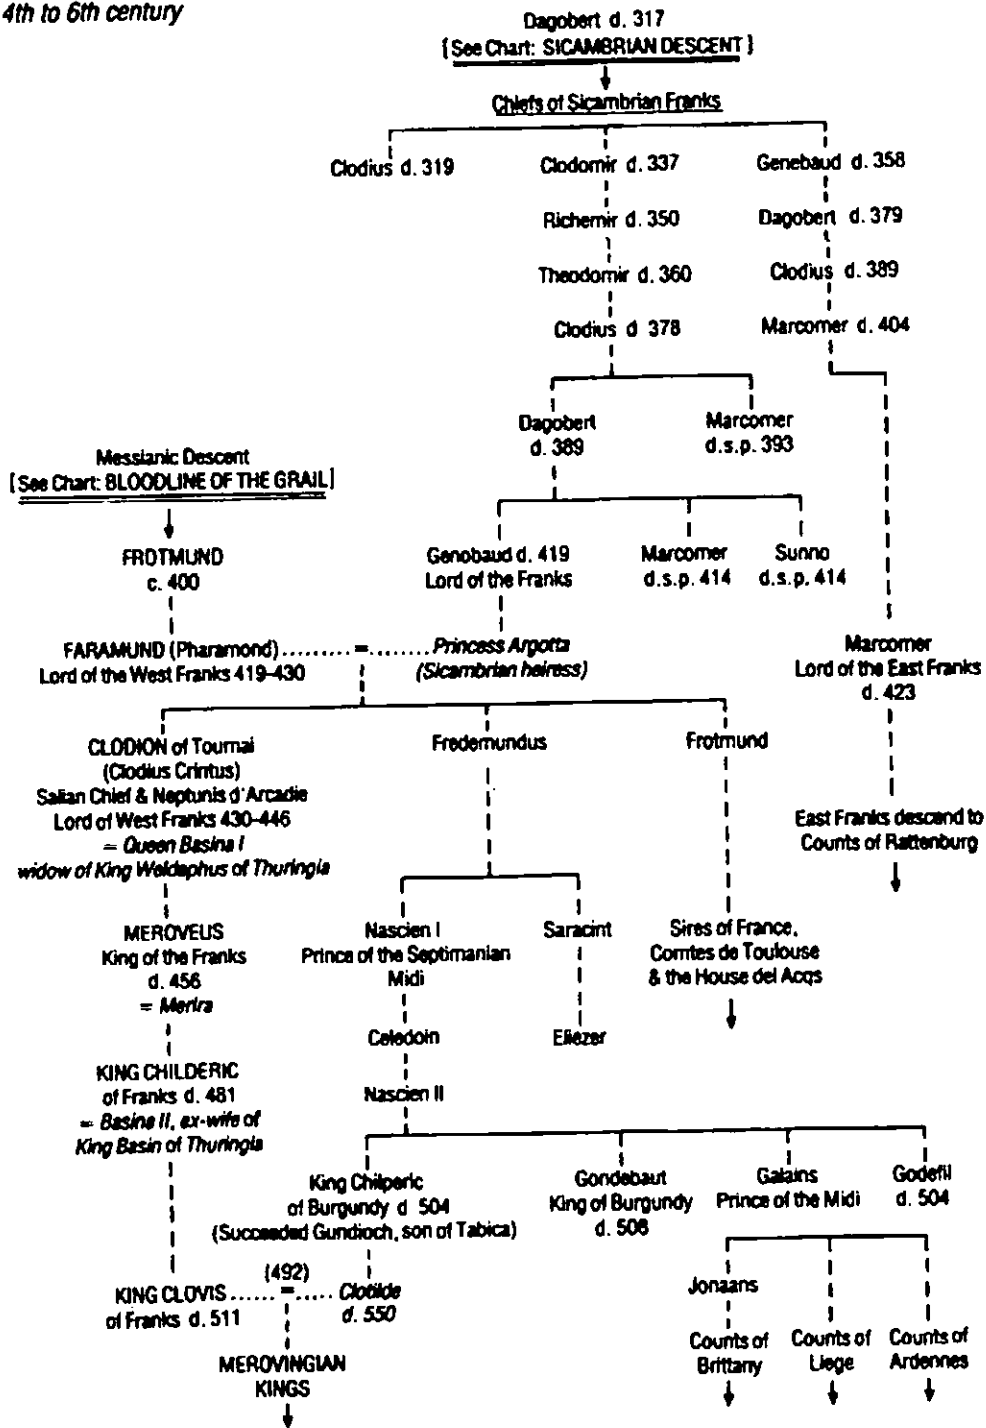 4th to 6th century
Dagobert d. 317
[See Chart: SICAMBRIAN DESCENT]
Chiefs of Sicambrian Franks
Clodius d. 319
Clodomir d. 337
Genebaud d. 358
Richemir d. 350
Dagobert d. 379
Theodomir d. 360
Clodius d. 389
Clodius d 378
Marcomer d. 404
Dagobert
d. 389
Marcomer
d.s.p. 393
Messianic Descent
[See Chart: BLOODLINE OF THE GRAIL]
FROTMUND
c. 400
Genobaud d. 419
Lord of the Franks
Marcomer
d.s.p. 414
Sunno
d.s.p. 414
FARAMUND (Pharamond).........=........Princess Argotta
Lord of the West Franks 419-430
(Sicambrian heiress)
Marcomer
Lord of the East Franks
d. 423
CLODION of Tournai
(Clodius Crintus)
Salian Chief & Neptunis d'Arcadie
Lord of West Franks 430-446
= Queen Basina I
widow of King Weldephus of Thuringia
Fredemundus
Frotmund
East Franks descend to
Counts of Rattenburg
MEROVEUS
King of the Franks
d. 456
= Merira
Nascien I
Prince of the Septimanian
Midi
Saracint
Sires of France,
Comtes de Toulouse
& the House del Acqs
Celedoin
Eliezer
KING CHILDERIC
of Franks d. 481
= Basina II, ex-wife of
King Basin of Thuringia
Nascien II
King Chilperic
of Burgundy d 504
(Succeeded Gundioch, son of Tabica)
Gondebaut
King of Burgundy
d. 506
Galains
Prince of the Midi
Godefil
d. 504
(492)
KING CLOVIS......=.....Clotilde
of Franks d. 511
d. 550
Jonaans
MEROVINGIAN
KINGS
Counts of
Brittany
Counts of
Liege
Counts of
Ardennes